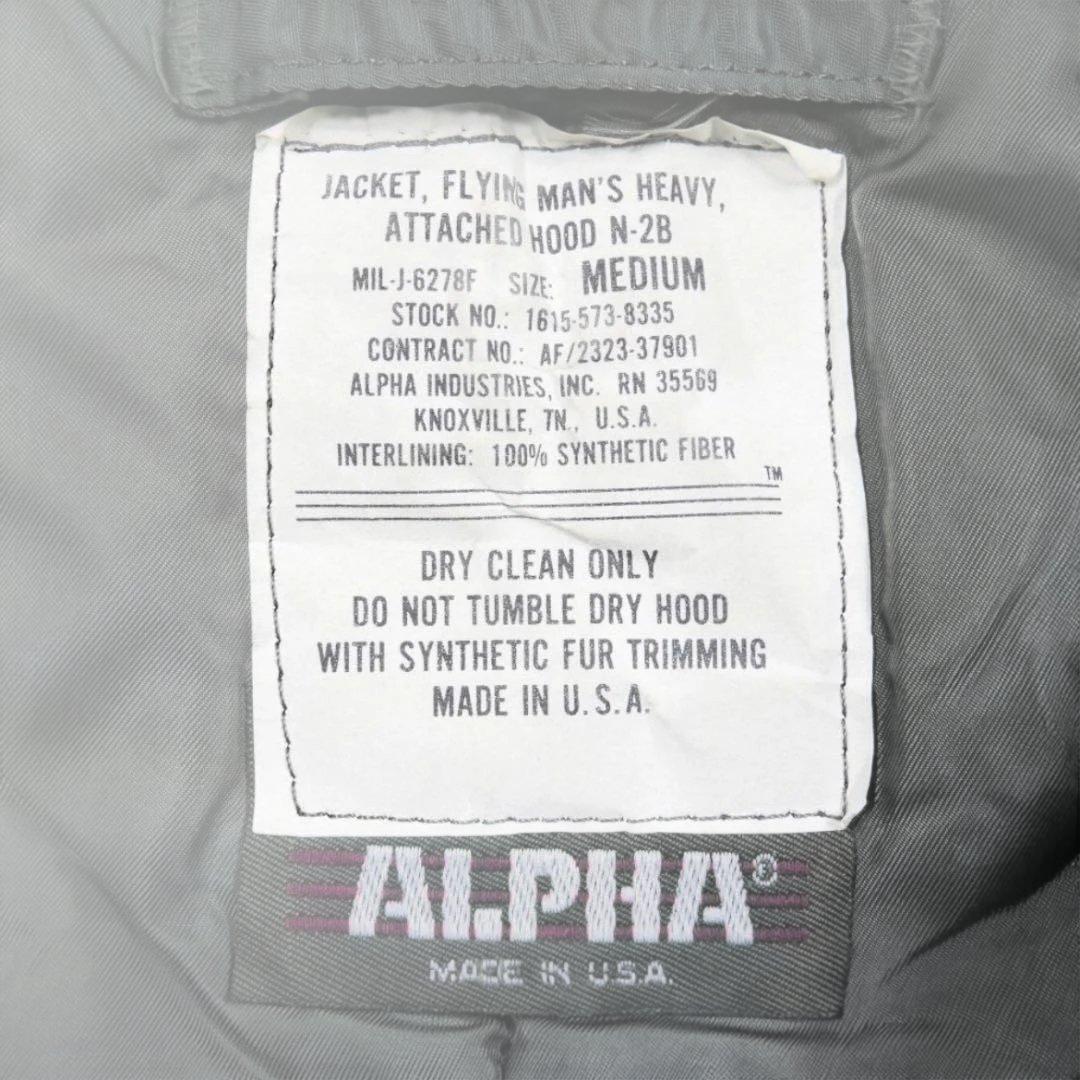 JACKET, FLYING MAN'S HEAVY,
ATTACHED HOOD N-2B
MIL-J-6278F SIZE: MEDIUM
STOCK NO.: 1615-573-8335
CONTRACT NO.: AF/2323-37901
ALPHA INDUSTRIES, INC. RN 35569
KNOXVILLE, TN., U.S.A.
INTERLINING: 100% SYNTHETIC FIBER
TM
DRY CLEAN ONLY
DO NOT TUMBLE DRY HOOD
WITH SYNTHETIC FUR TRIMMING
MADE IN U.S.A.
ALPHA®
MADE IN U.S.A.